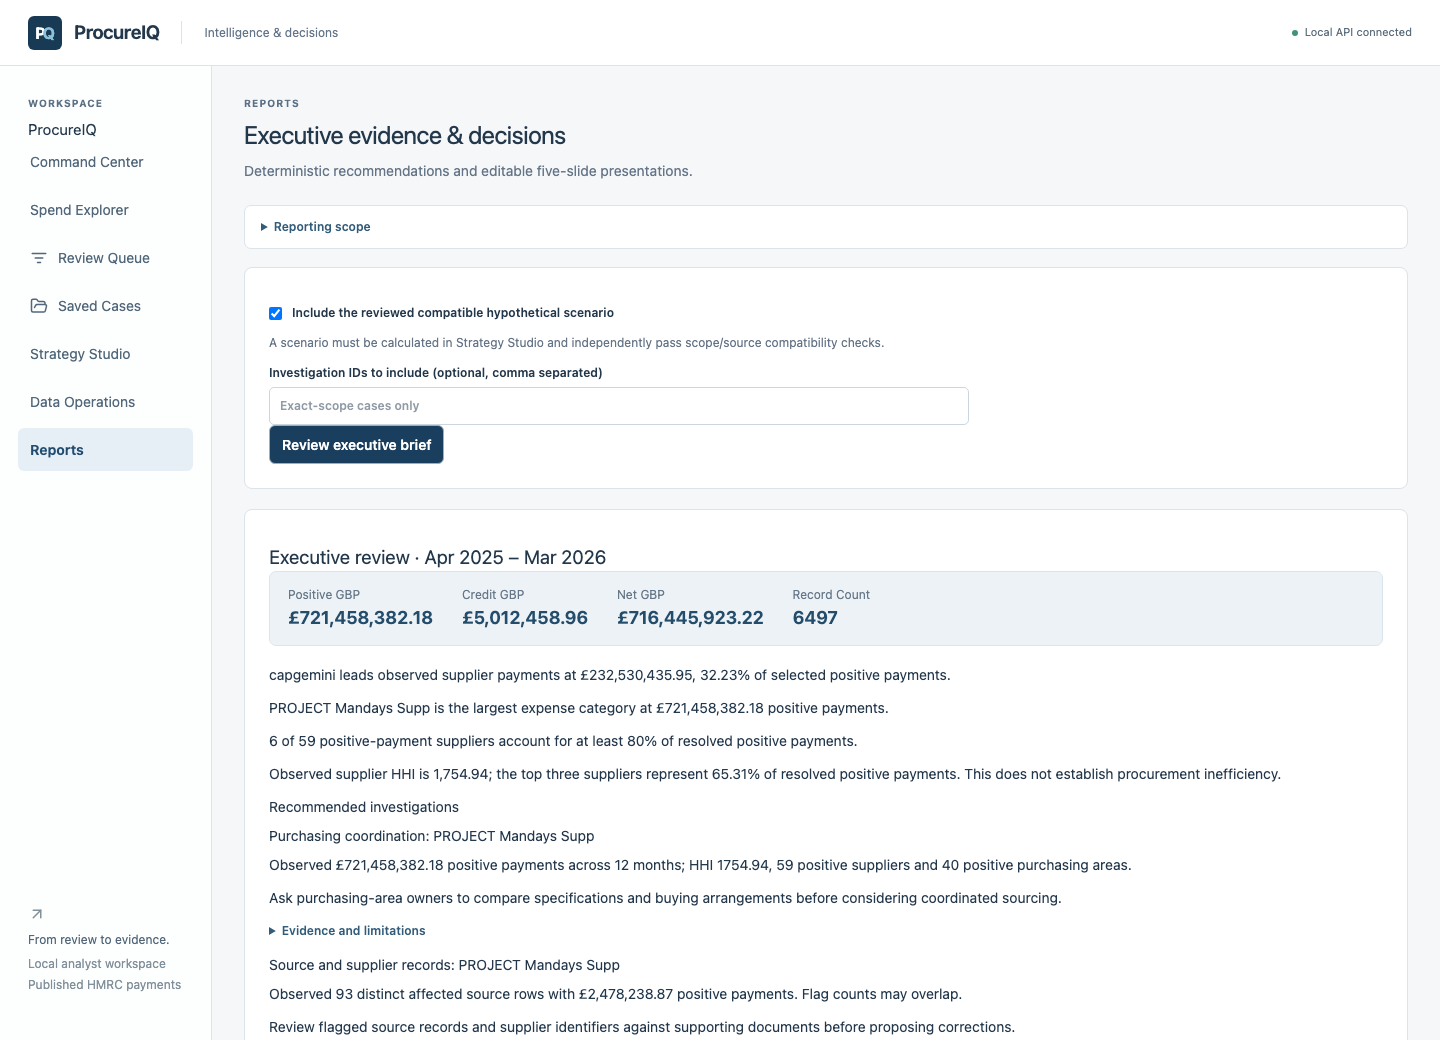 PQ ProcureIQ Intelligence & decisions Local API connected
WORKSPACE
ProcureIQ
Command Center
Spend Explorer
Review Queue
Saved Cases
Strategy Studio
Data Operations
Reports
From review to evidence.
Local analyst workspace
Published HMRC payments
REPORTS
Executive evidence & decisions
Deterministic recommendations and editable five-slide presentations.
Reporting scope
Include the reviewed compatible hypothetical scenario
A scenario must be calculated in Strategy Studio and independently pass scope/source compatibility checks.
Investigation IDs to include (optional, comma separated)
Exact-scope cases only
Review executive brief
Executive review · Apr 2025 – Mar 2026
Positive GBP Credit GBP Net GBP Record Count
£721,458,382.18 £5,012,458.96 £716,445,923.22 6497
capgemini leads observed supplier payments at £232,530,435.95, 32.23% of selected positive payments.
PROJECT Mandays Supp is the largest expense category at £721,458,382.18 positive payments.
6 of 59 positive-payment suppliers account for at least 80% of resolved positive payments.
Observed supplier HHI is 1,754.94; the top three suppliers represent 65.31% of resolved positive payments. This does not establish procurement inefficiency.
Recommended investigations
Purchasing coordination: PROJECT Mandays Supp
Observed £721,458,382.18 positive payments across 12 months; HHI 1754.94, 59 positive suppliers and 40 positive purchasing areas.
Ask purchasing-area owners to compare specifications and buying arrangements before considering coordinated sourcing.
Evidence and limitations
Source and supplier records: PROJECT Mandays Supp
Observed 93 distinct affected source rows with £2,478,238.87 positive payments. Flag counts may overlap.
Review flagged source records and supplier identifiers against supporting documents before proposing corrections.